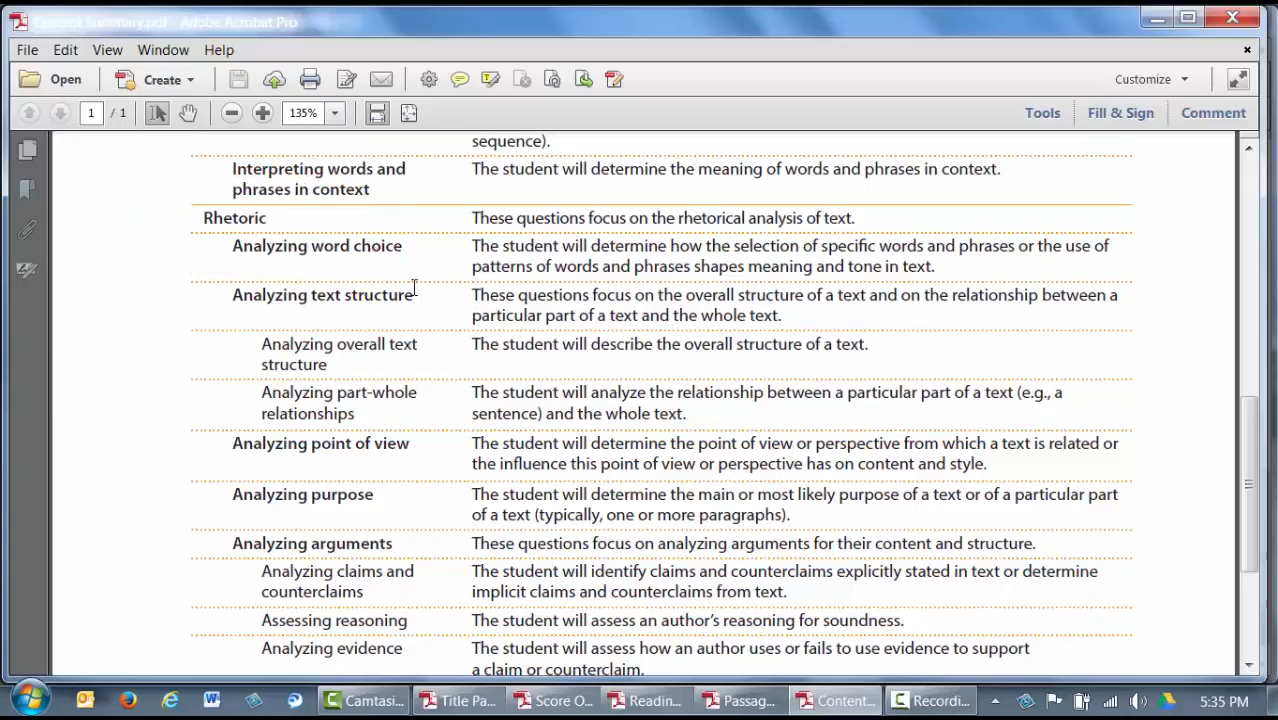 Content Summary.pdf - Adobe Acrobat Pro
File Edit View Window Help
Open Create Customize
1 / 1 135% Tools Fill & Sign Comment
sequence).
Interpreting words and The student will determine the meaning of words and phrases in context.
phrases in context
Rhetoric These questions focus on the rhetorical analysis of text.
Analyzing word choice The student will determine how the selection of specific words and phrases or the use of
patterns of words and phrases shapes meaning and tone in text.
Analyzing text structure These questions focus on the overall structure of a text and on the relationship between a
particular part of a text and the whole text.
Analyzing overall text The student will describe the overall structure of a text.
structure
Analyzing part-whole The student will analyze the relationship between a particular part of a text (e.g., a
relationships sentence) and the whole text.
Analyzing point of view The student will determine the point of view or perspective from which a text is related or
the influence this point of view or perspective has on content and style.
Analyzing purpose The student will determine the main or most likely purpose of a text or of a particular part
of a text (typically, one or more paragraphs).
Analyzing arguments These questions focus on analyzing arguments for their content and structure.
Analyzing claims and The student will identify claims and counterclaims explicitly stated in text or determine
counterclaims implicit claims and counterclaims from text.
Assessing reasoning The student will assess an author's reasoning for soundness.
Analyzing evidence The student will assess how an author uses or fails to use evidence to support
a claim or counterclaim.
Camtasi... Title Pa... Score O... Readin... Passag... Content... Recordi... 5:35 PM